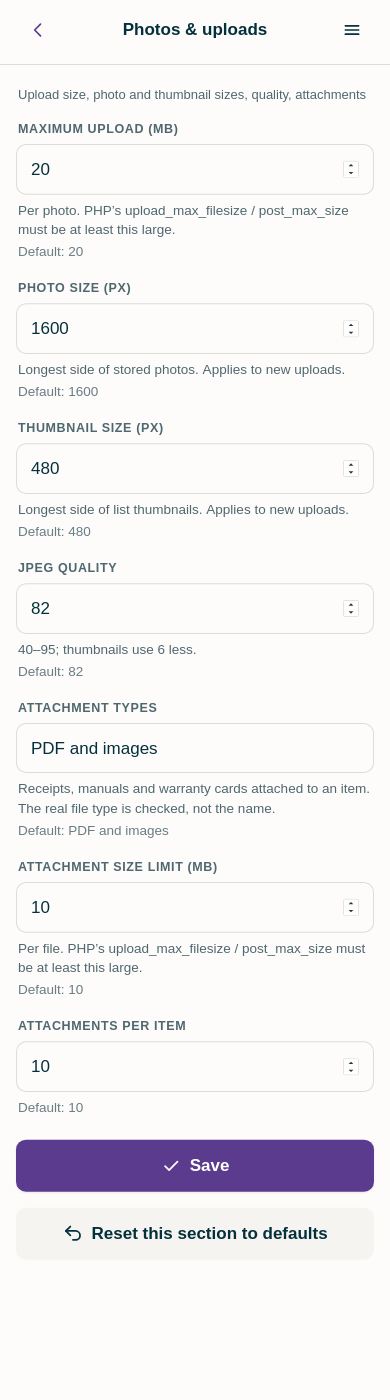 Photos & uploads
Upload size, photo and thumbnail sizes, quality, attachments
MAXIMUM UPLOAD (MB)
20
Per photo. PHP's upload_max_filesize / post_max_size
must be at least this large.
Default: 20
PHOTO SIZE (PX)
1600
Longest side of stored photos. Applies to new uploads.
Default: 1600
THUMBNAIL SIZE (PX)
480
Longest side of list thumbnails. Applies to new uploads.
Default: 480
JPEG QUALITY
82
40–95; thumbnails use 6 less.
Default: 82
ATTACHMENT TYPES
PDF and images
Receipts, manuals and warranty cards attached to an item.
The real file type is checked, not the name.
Default: PDF and images
ATTACHMENT SIZE LIMIT (MB)
10
Per file. PHP's upload_max_filesize / post_max_size must
be at least this large.
Default: 10
ATTACHMENTS PER ITEM
10
Default: 10
Save
Reset this section to defaults